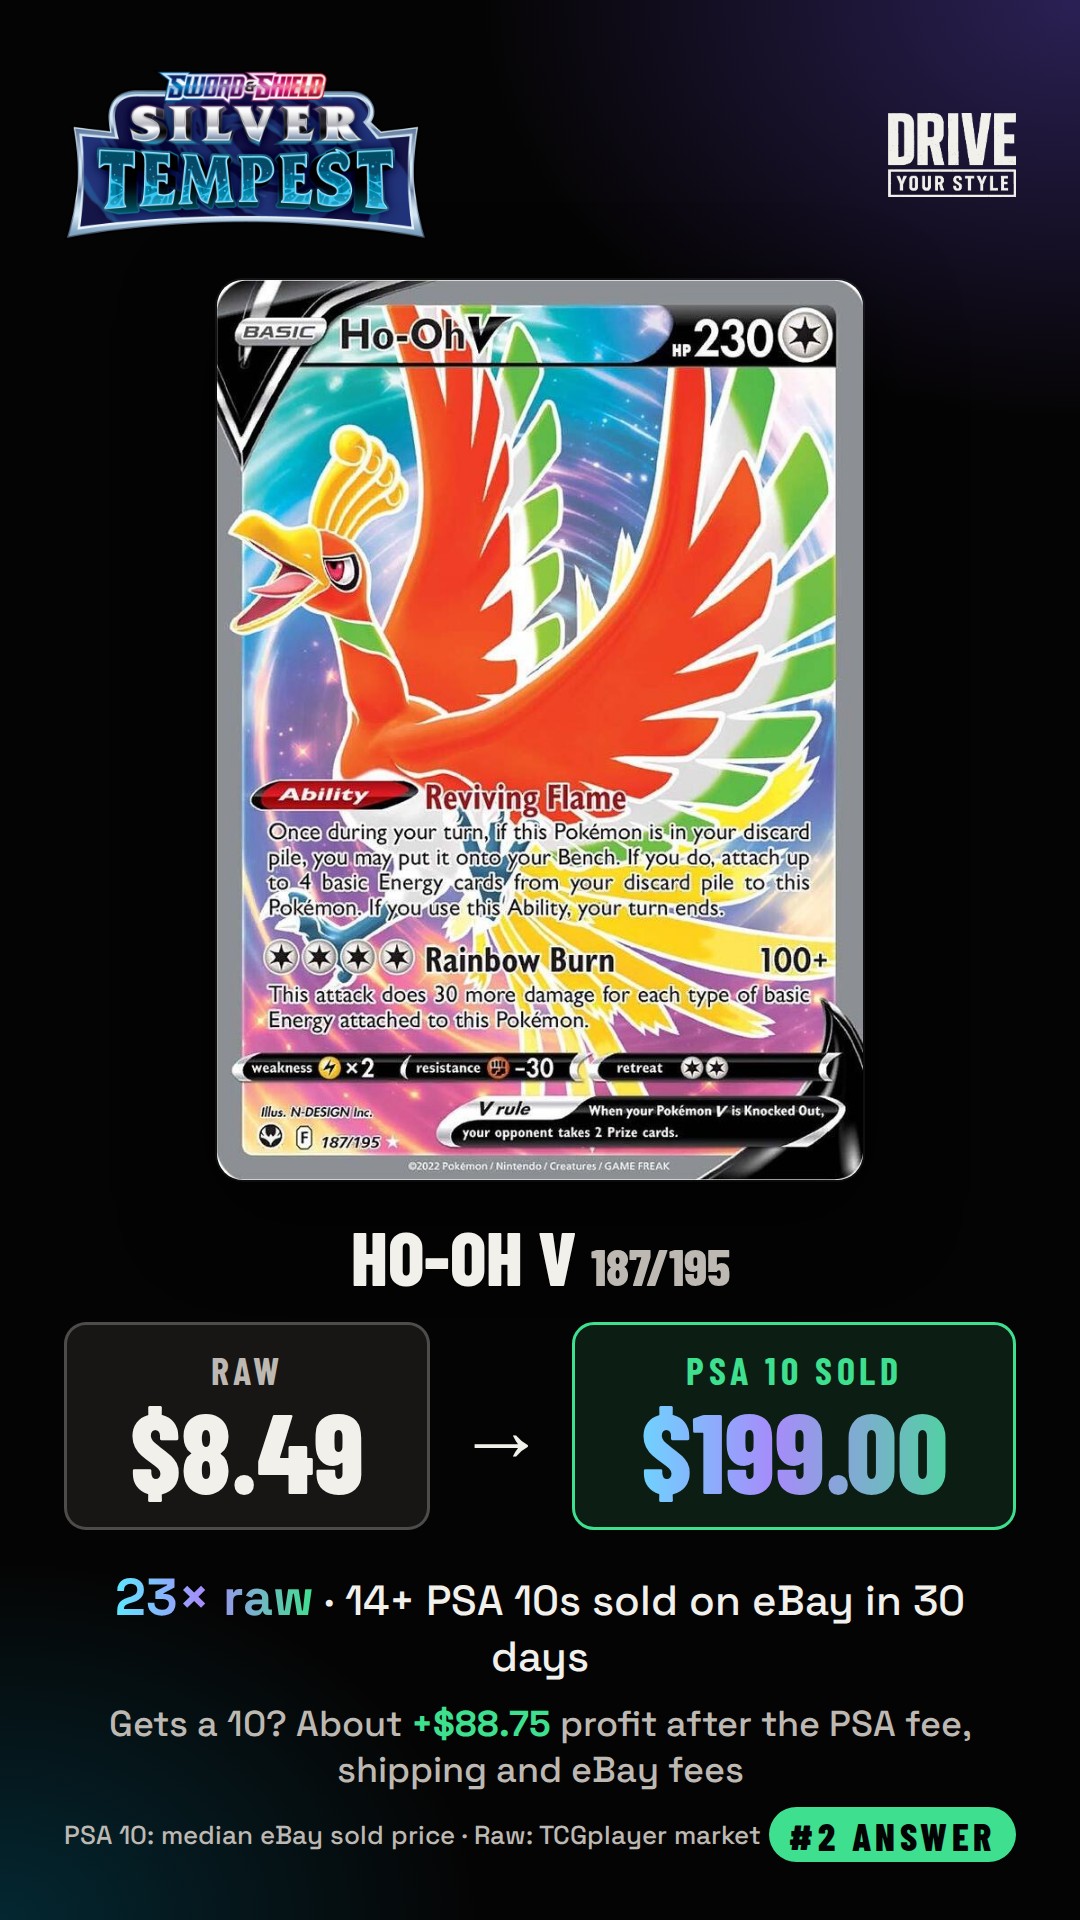 SWORD & SHIELD
SILVER
TEMPEST
DRIVE
YOUR STYLE
BASIC Ho-Oh V HP 230
Ability Reviving Flame
Once during your turn, if this Pokémon is in your discard
pile, you may put it onto your Bench. If you do, attach up
to 4 basic Energy cards from your discard pile to this
Pokémon. If you use this Ability, your turn ends.
Rainbow Burn 100+
This attack does 30 more damage for each type of basic
Energy attached to this Pokémon.
weakness ×2 resistance -30 retreat
Illus. N-DESIGN Inc.
F 187/195
V rule When your Pokémon V is Knocked Out,
your opponent takes 2 Prize cards.
©2022 Pokémon / Nintendo / Creatures / GAME FREAK
HO-OH V 187/195
RAW
$8.49
→
PSA 10 SOLD
$199.00
23× raw · 14+ PSA 10s sold on eBay in 30
days
Gets a 10? About +$88.75 profit after the PSA fee,
shipping and eBay fees
PSA 10: median eBay sold price · Raw: TCGplayer market
#2 ANSWER